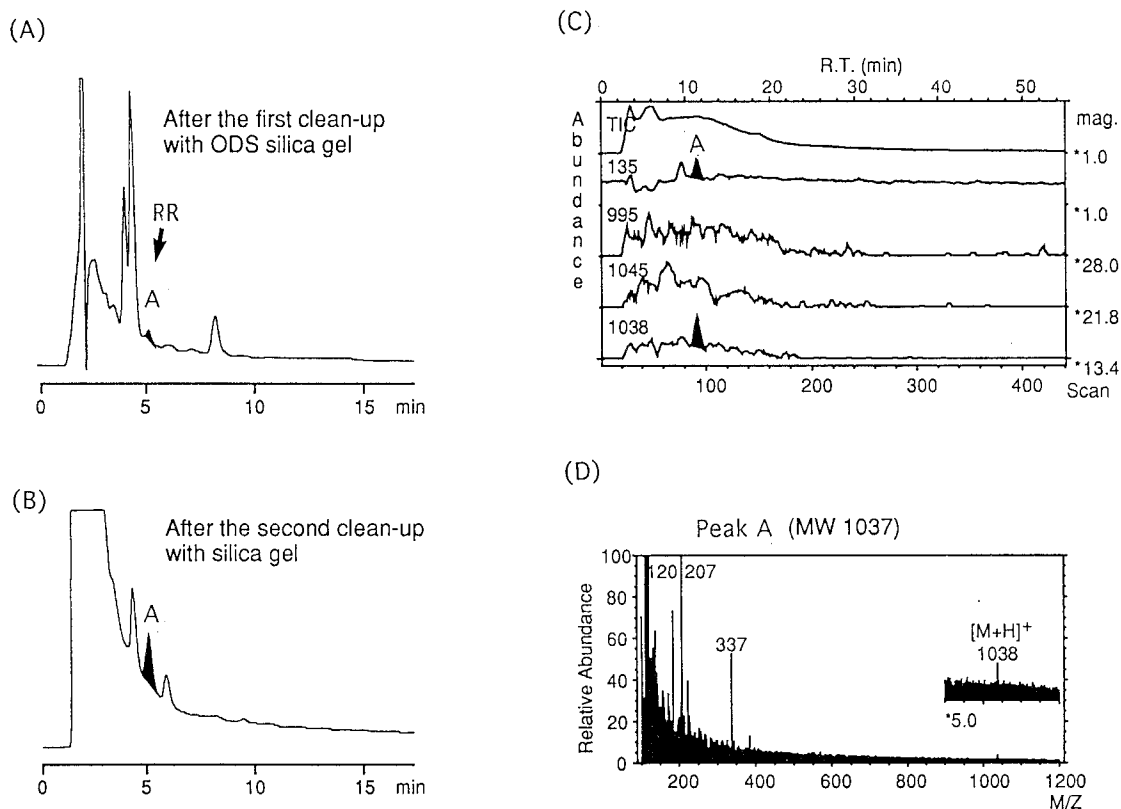 (A)
After the first clean-up
with ODS silica gel
RR
A
0 5 10 15 min
(B)
After the second clean-up
with silica gel
A
0 5 10 15 min
(C)
R.T. (min)
0 10 20 30 40 50
Abundance
TIC
mag.
*1.0
A
135
*1.0
995
*28.0
1045
*21.8
1038
*13.4
100 200 300 400 Scan
(D)
Peak A (MW 1037)
Relative Abundance
100
80
60
40
20
0
120 207
337
[M+H]+
1038
*5.0
200 400 600 800 1000 1200
M/Z